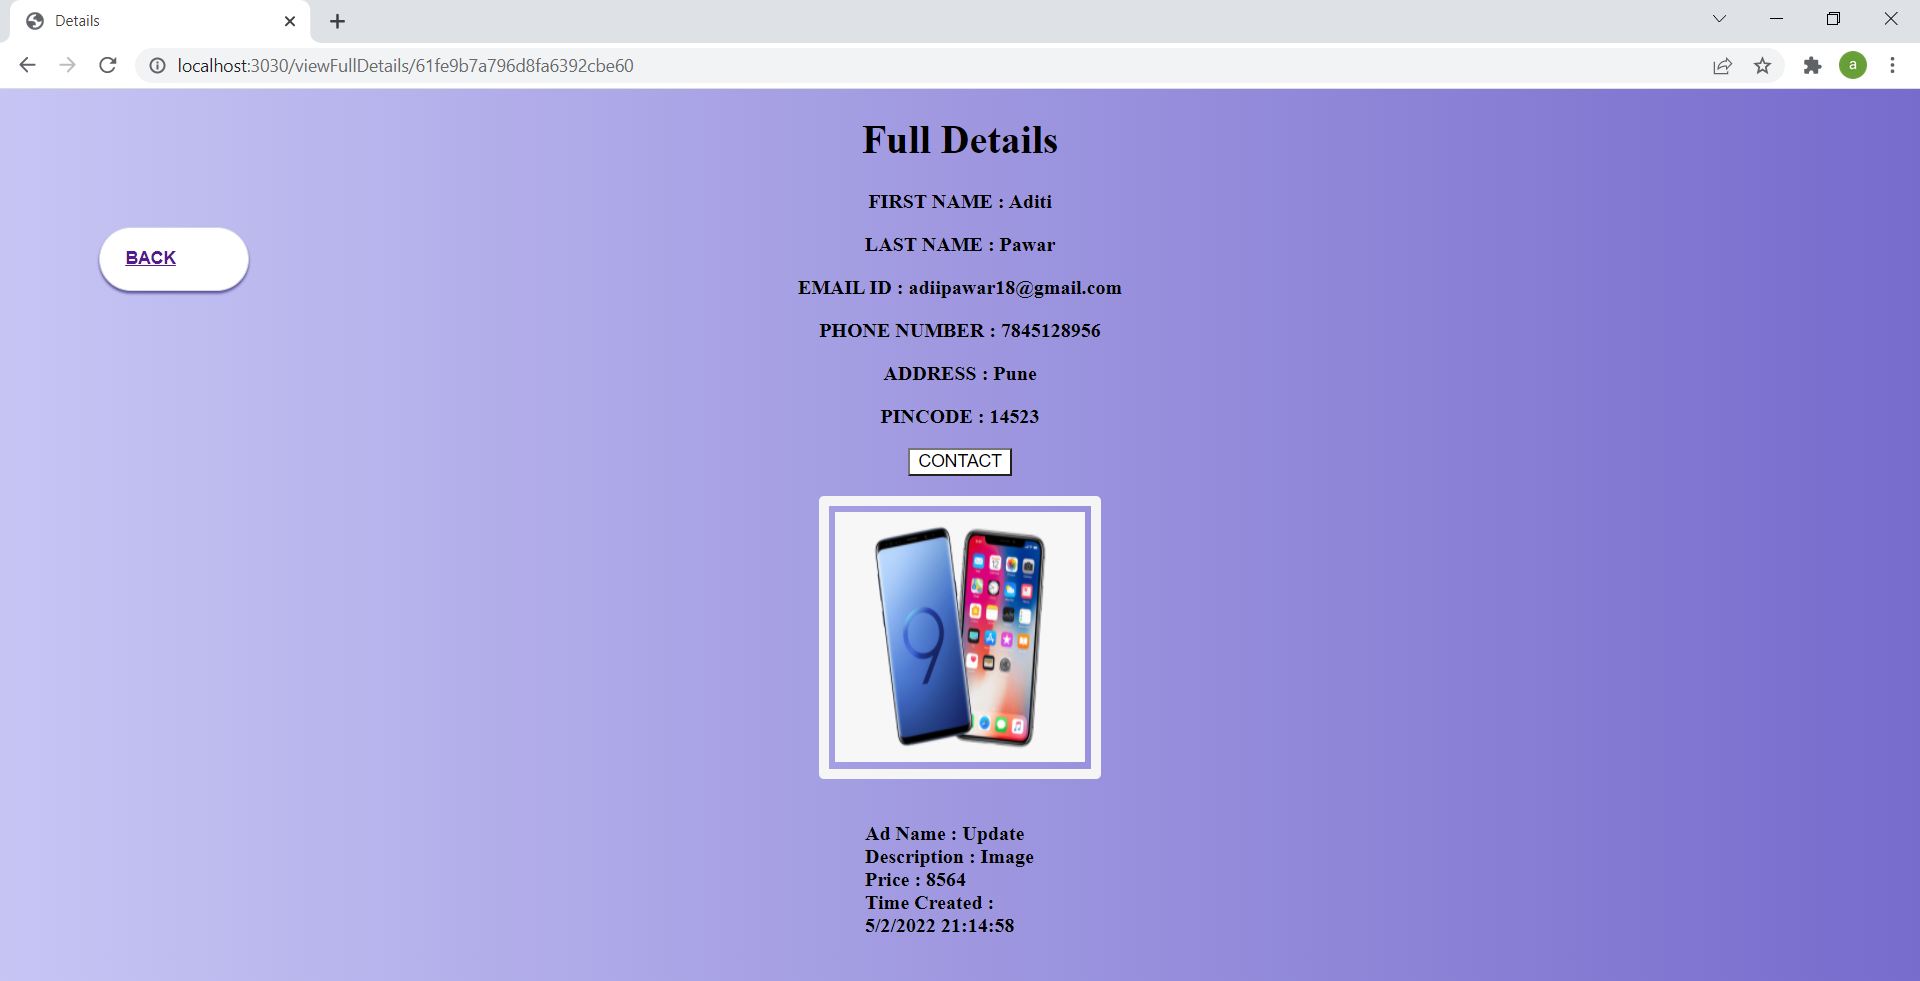 Details
localhost:3030/viewFullDetails/61fe9b7a796d8fa6392cbe60
a
Full Details
FIRST NAME : Aditi
LAST NAME : Pawar
BACK
EMAIL ID : adiipawar18@gmail.com
PHONE NUMBER : 7845128956
ADDRESS : Pune
PINCODE : 14523
CONTACT
9
Ad Name : Update
Description : Image
Price : 8564
Time Created :
5/2/2022 21:14:58